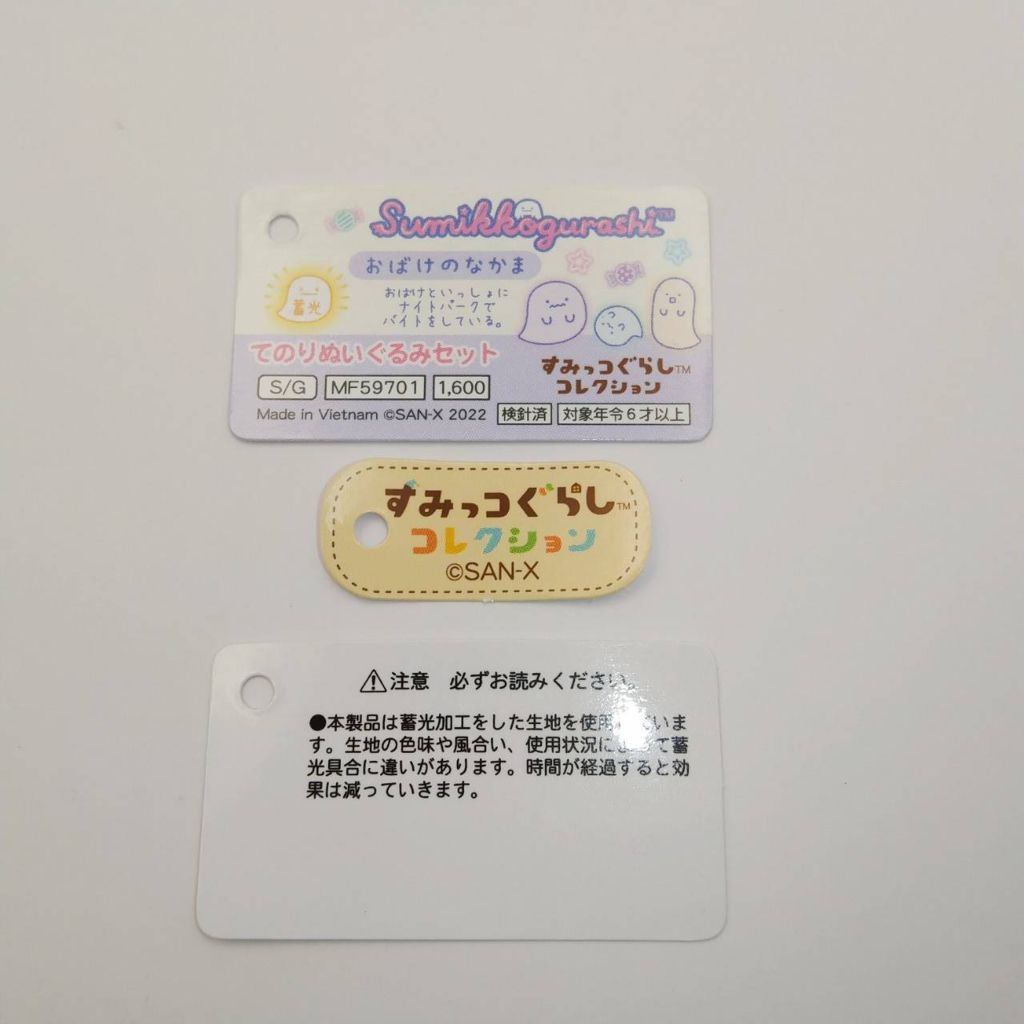 Sumikkogurashi™
おばけのなかま
おばけといっしょに
ナイトパークで
バイトをしている。
蓄光
てのりぬいぐるみセット
すみっコぐらし™
コレクション
S/G MF59701 1,600
Made in Vietnam ©SAN-X 2022 検針済 対象年令6才以上
すみっコぐらし™
コレクション
©SAN-X
⚠注意 必ずお読みください。
●本製品は蓄光加工をした生地を使用していま
す。生地の色味や風合い、使用状況によって蓄
光具合に違いがあります。時間が経過すると効
果は減っていきます。